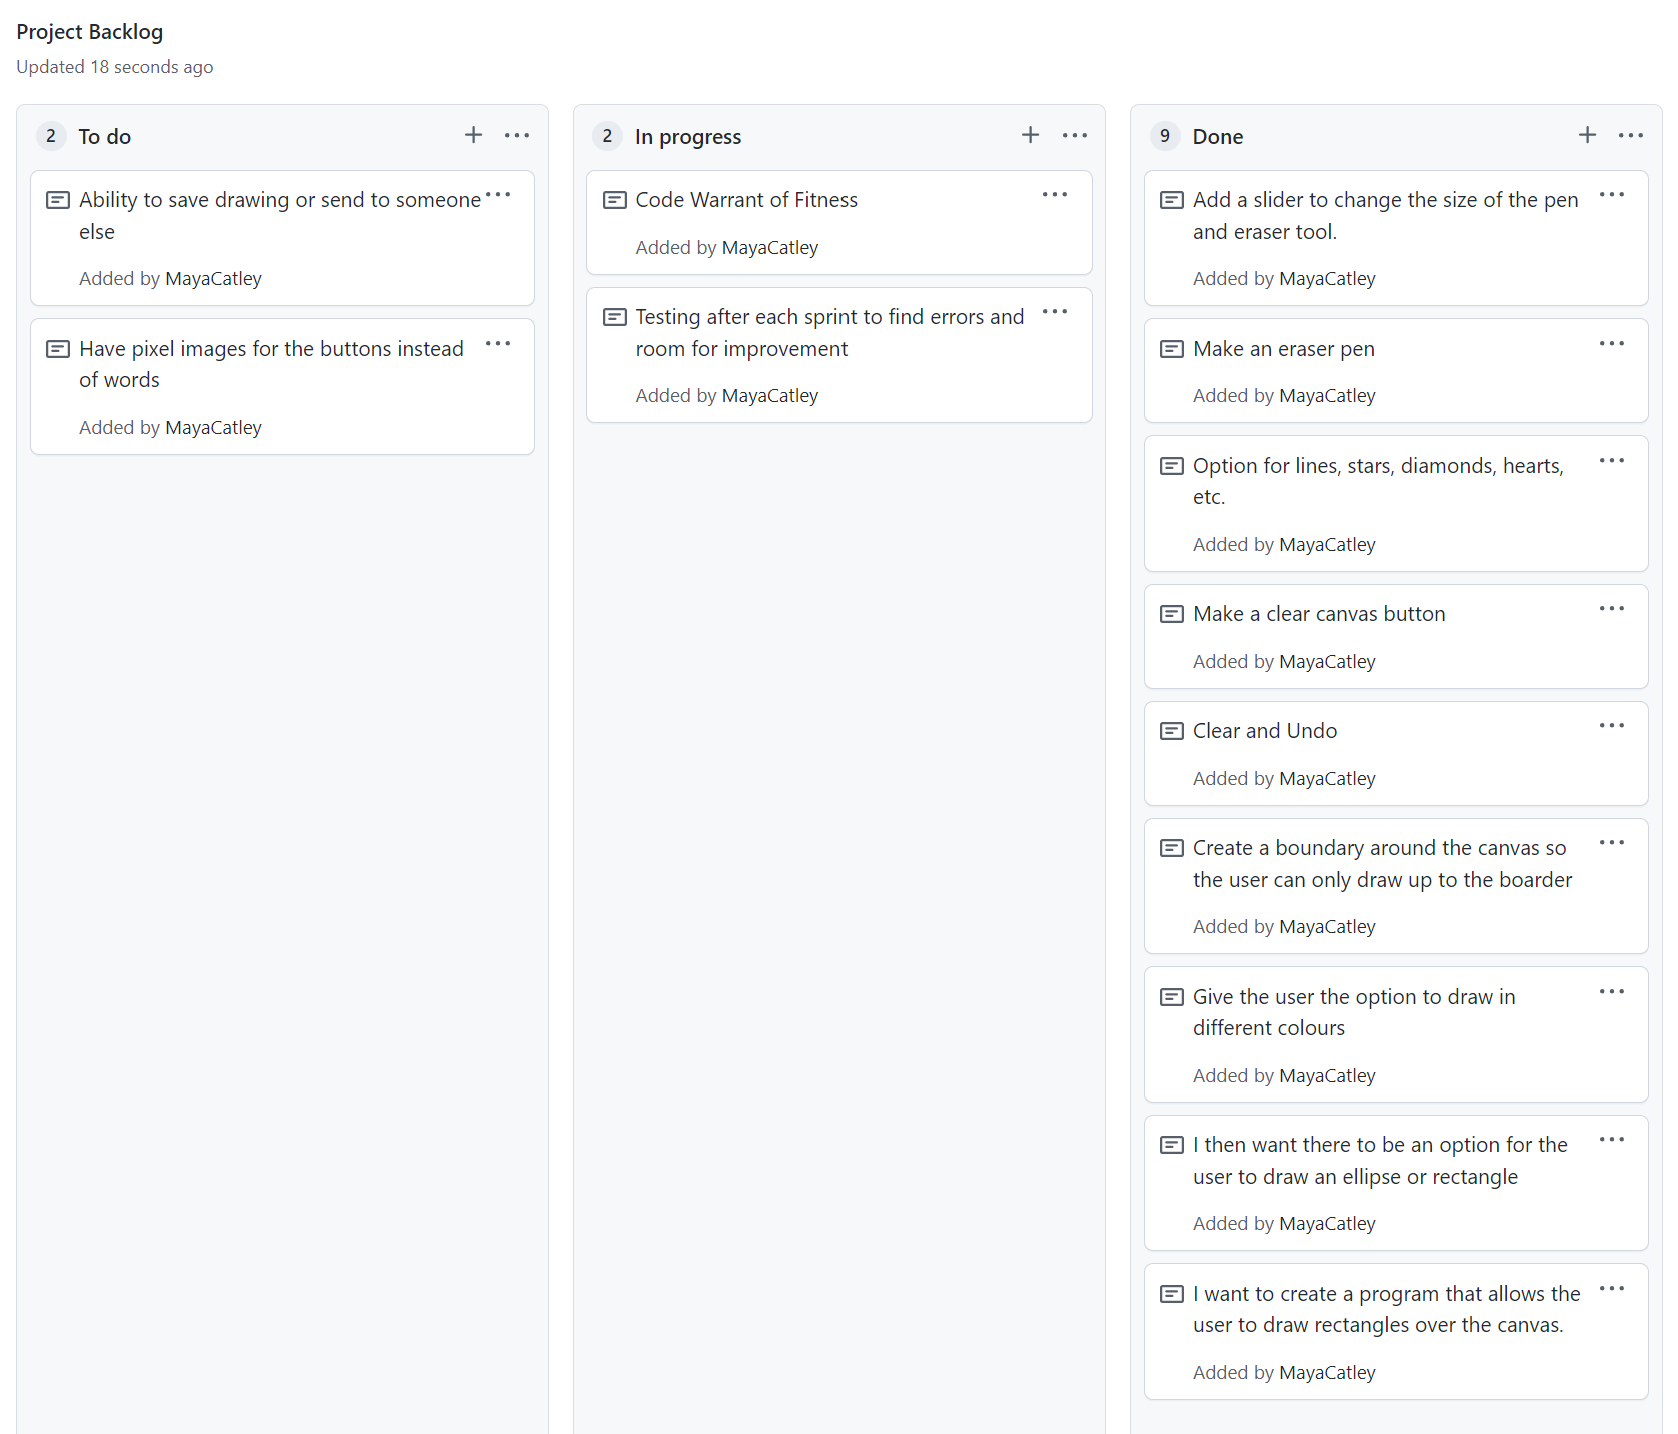 Project Backlog
Updated 18 seconds ago
2 To do
Ability to save drawing or send to someone
else
Added by MayaCatley
Have pixel images for the buttons instead
of words
Added by MayaCatley
2 In progress
Code Warrant of Fitness
Added by MayaCatley
Testing after each sprint to find errors and
room for improvement
Added by MayaCatley
9 Done
Add a slider to change the size of the pen
and eraser tool.
Added by MayaCatley
Make an eraser pen
Added by MayaCatley
Option for lines, stars, diamonds, hearts,
etc.
Added by MayaCatley
Make a clear canvas button
Added by MayaCatley
Clear and Undo
Added by MayaCatley
Create a boundary around the canvas so
the user can only draw up to the boarder
Added by MayaCatley
Give the user the option to draw in
different colours
Added by MayaCatley
I then want there to be an option for the
user to draw an ellipse or rectangle
Added by MayaCatley
I want to create a program that allows the
user to draw rectangles over the canvas.
Added by MayaCatley